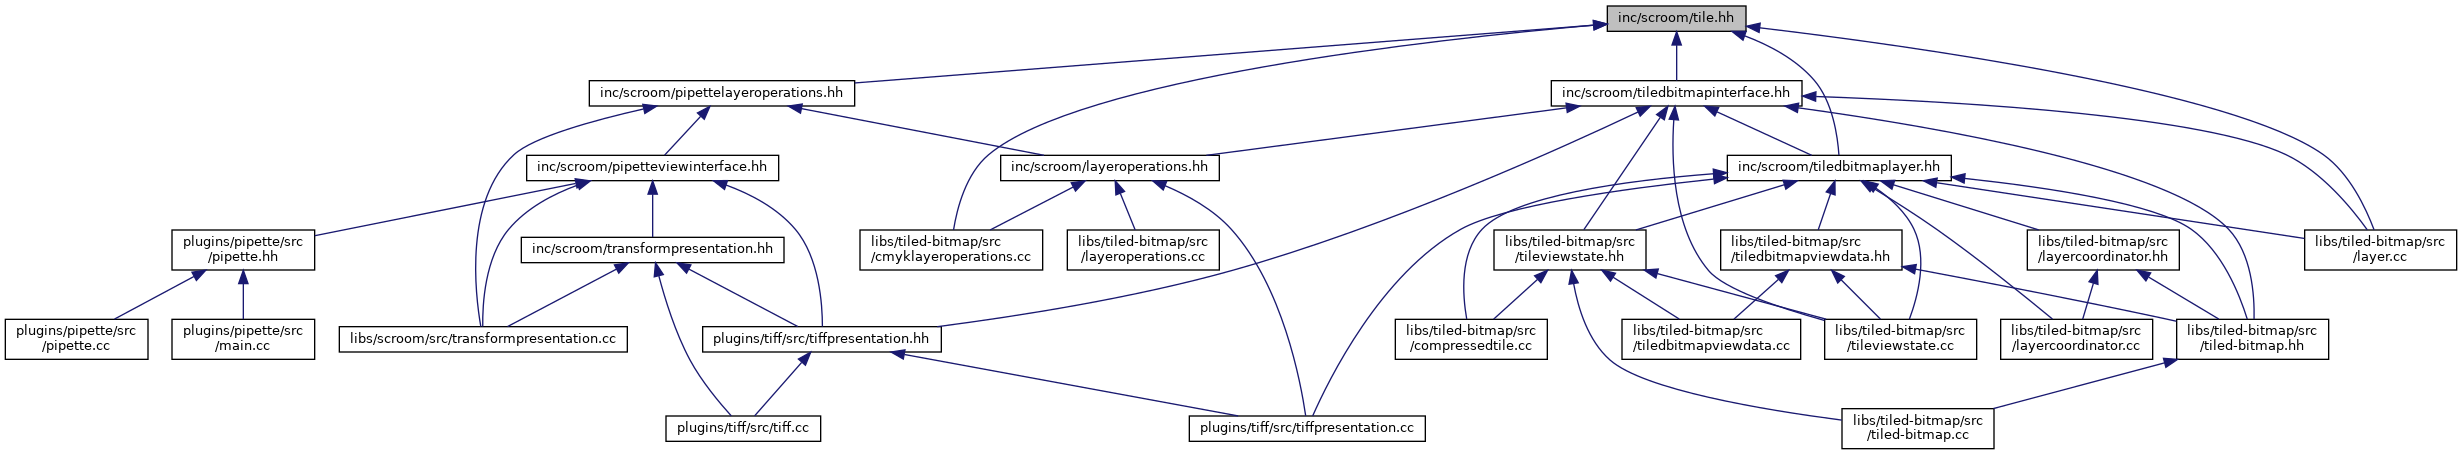 inc/scroom/tile.hh
inc/scroom/pipettelayeroperations.hh
inc/scroom/tiledbitmapinterface.hh
inc/scroom/pipetteviewinterface.hh
inc/scroom/layeroperations.hh
inc/scroom/tiledbitmaplayer.hh
plugins/pipette/src
/pipette.hh
inc/scroom/transformpresentation.hh
libs/tiled-bitmap/src
/cmyklayeroperations.cc
libs/tiled-bitmap/src
/layeroperations.cc
libs/tiled-bitmap/src
/tileviewstate.hh
libs/tiled-bitmap/src
/tiledbitmapviewdata.hh
libs/tiled-bitmap/src
/layercoordinator.hh
libs/tiled-bitmap/src
/layer.cc
plugins/pipette/src
/pipette.cc
plugins/pipette/src
/main.cc
libs/scroom/src/transformpresentation.cc
plugins/tiff/src/tiffpresentation.hh
libs/tiled-bitmap/src
/compressedtile.cc
libs/tiled-bitmap/src
/tiledbitmapviewdata.cc
libs/tiled-bitmap/src
/tileviewstate.cc
libs/tiled-bitmap/src
/layercoordinator.cc
libs/tiled-bitmap/src
/tiled-bitmap.hh
plugins/tiff/src/tiff.cc
plugins/tiff/src/tiffpresentation.cc
libs/tiled-bitmap/src
/tiled-bitmap.cc